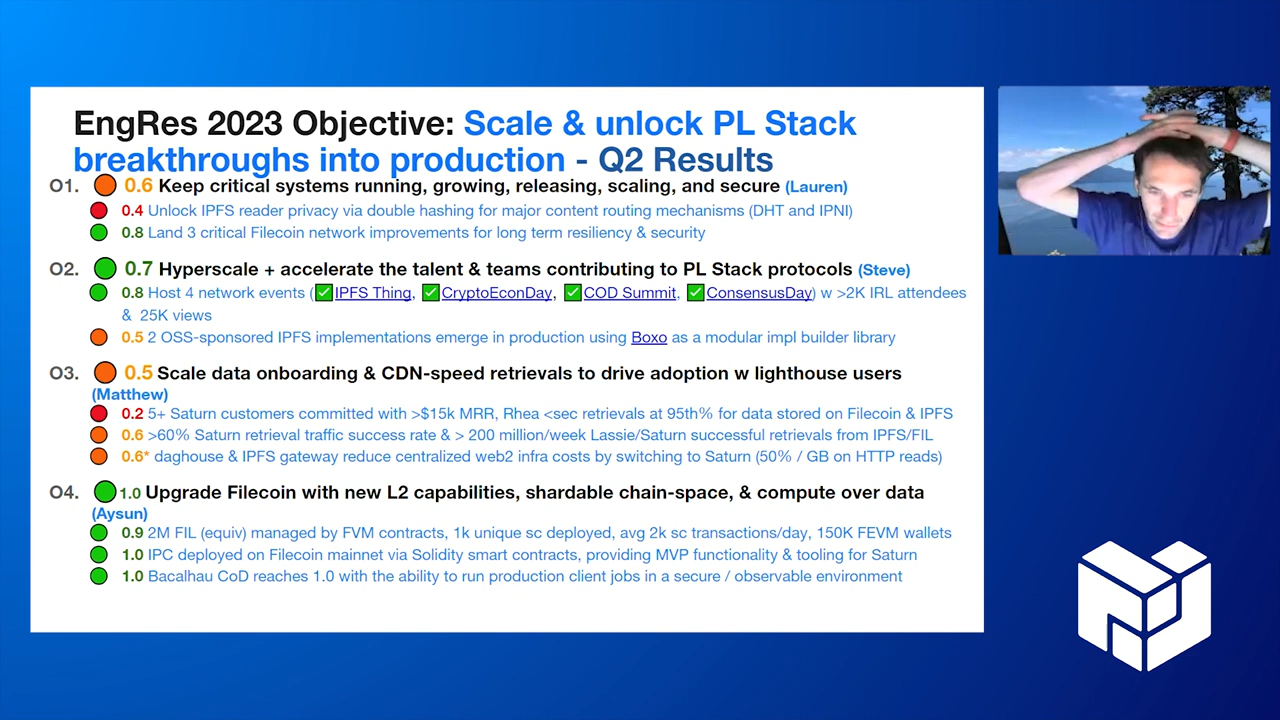 EngRes 2023 Objective: Scale & unlock PL Stack
breakthroughs into production - Q2 Results
O1. 0.6 Keep critical systems running, growing, releasing, scaling, and secure (Lauren)
0.4 Unlock IPFS reader privacy via double hashing for major content routing mechanisms (DHT and IPNI)
0.8 Land 3 critical Filecoin network improvements for long term resiliency & security
O2. 0.7 Hyperscale + accelerate the talent & teams contributing to PL Stack protocols (Steve)
0.8 Host 4 network events (✅IPFS Thing, ✅CryptoEconDay, ✅COD Summit, ✅ConsensusDay) w >2K IRL attendees
& 25K views
0.5 2 OSS-sponsored IPFS implementations emerge in production using Boxo as a modular impl builder library
O3. 0.5 Scale data onboarding & CDN-speed retrievals to drive adoption w lighthouse users
(Matthew)
0.2 5+ Saturn customers committed with >$15k MRR, Rhea <sec retrievals at 95th% for data stored on Filecoin & IPFS
0.6 >60% Saturn retrieval traffic success rate & > 200 million/week Lassie/Saturn successful retrievals from IPFS/FIL
0.6* daghouse & IPFS gateway reduce centralized web2 infra costs by switching to Saturn (50% / GB on HTTP reads)
O4. 1.0 Upgrade Filecoin with new L2 capabilities, shardable chain-space, & compute over data
(Aysun)
0.9 2M FIL (equiv) managed by FVM contracts, 1k unique sc deployed, avg 2k sc transactions/day, 150K FEVM wallets
1.0 IPC deployed on Filecoin mainnet via Solidity smart contracts, providing MVP functionality & tooling for Saturn
1.0 Bacalhau CoD reaches 1.0 with the ability to run production client jobs in a secure / observable environment